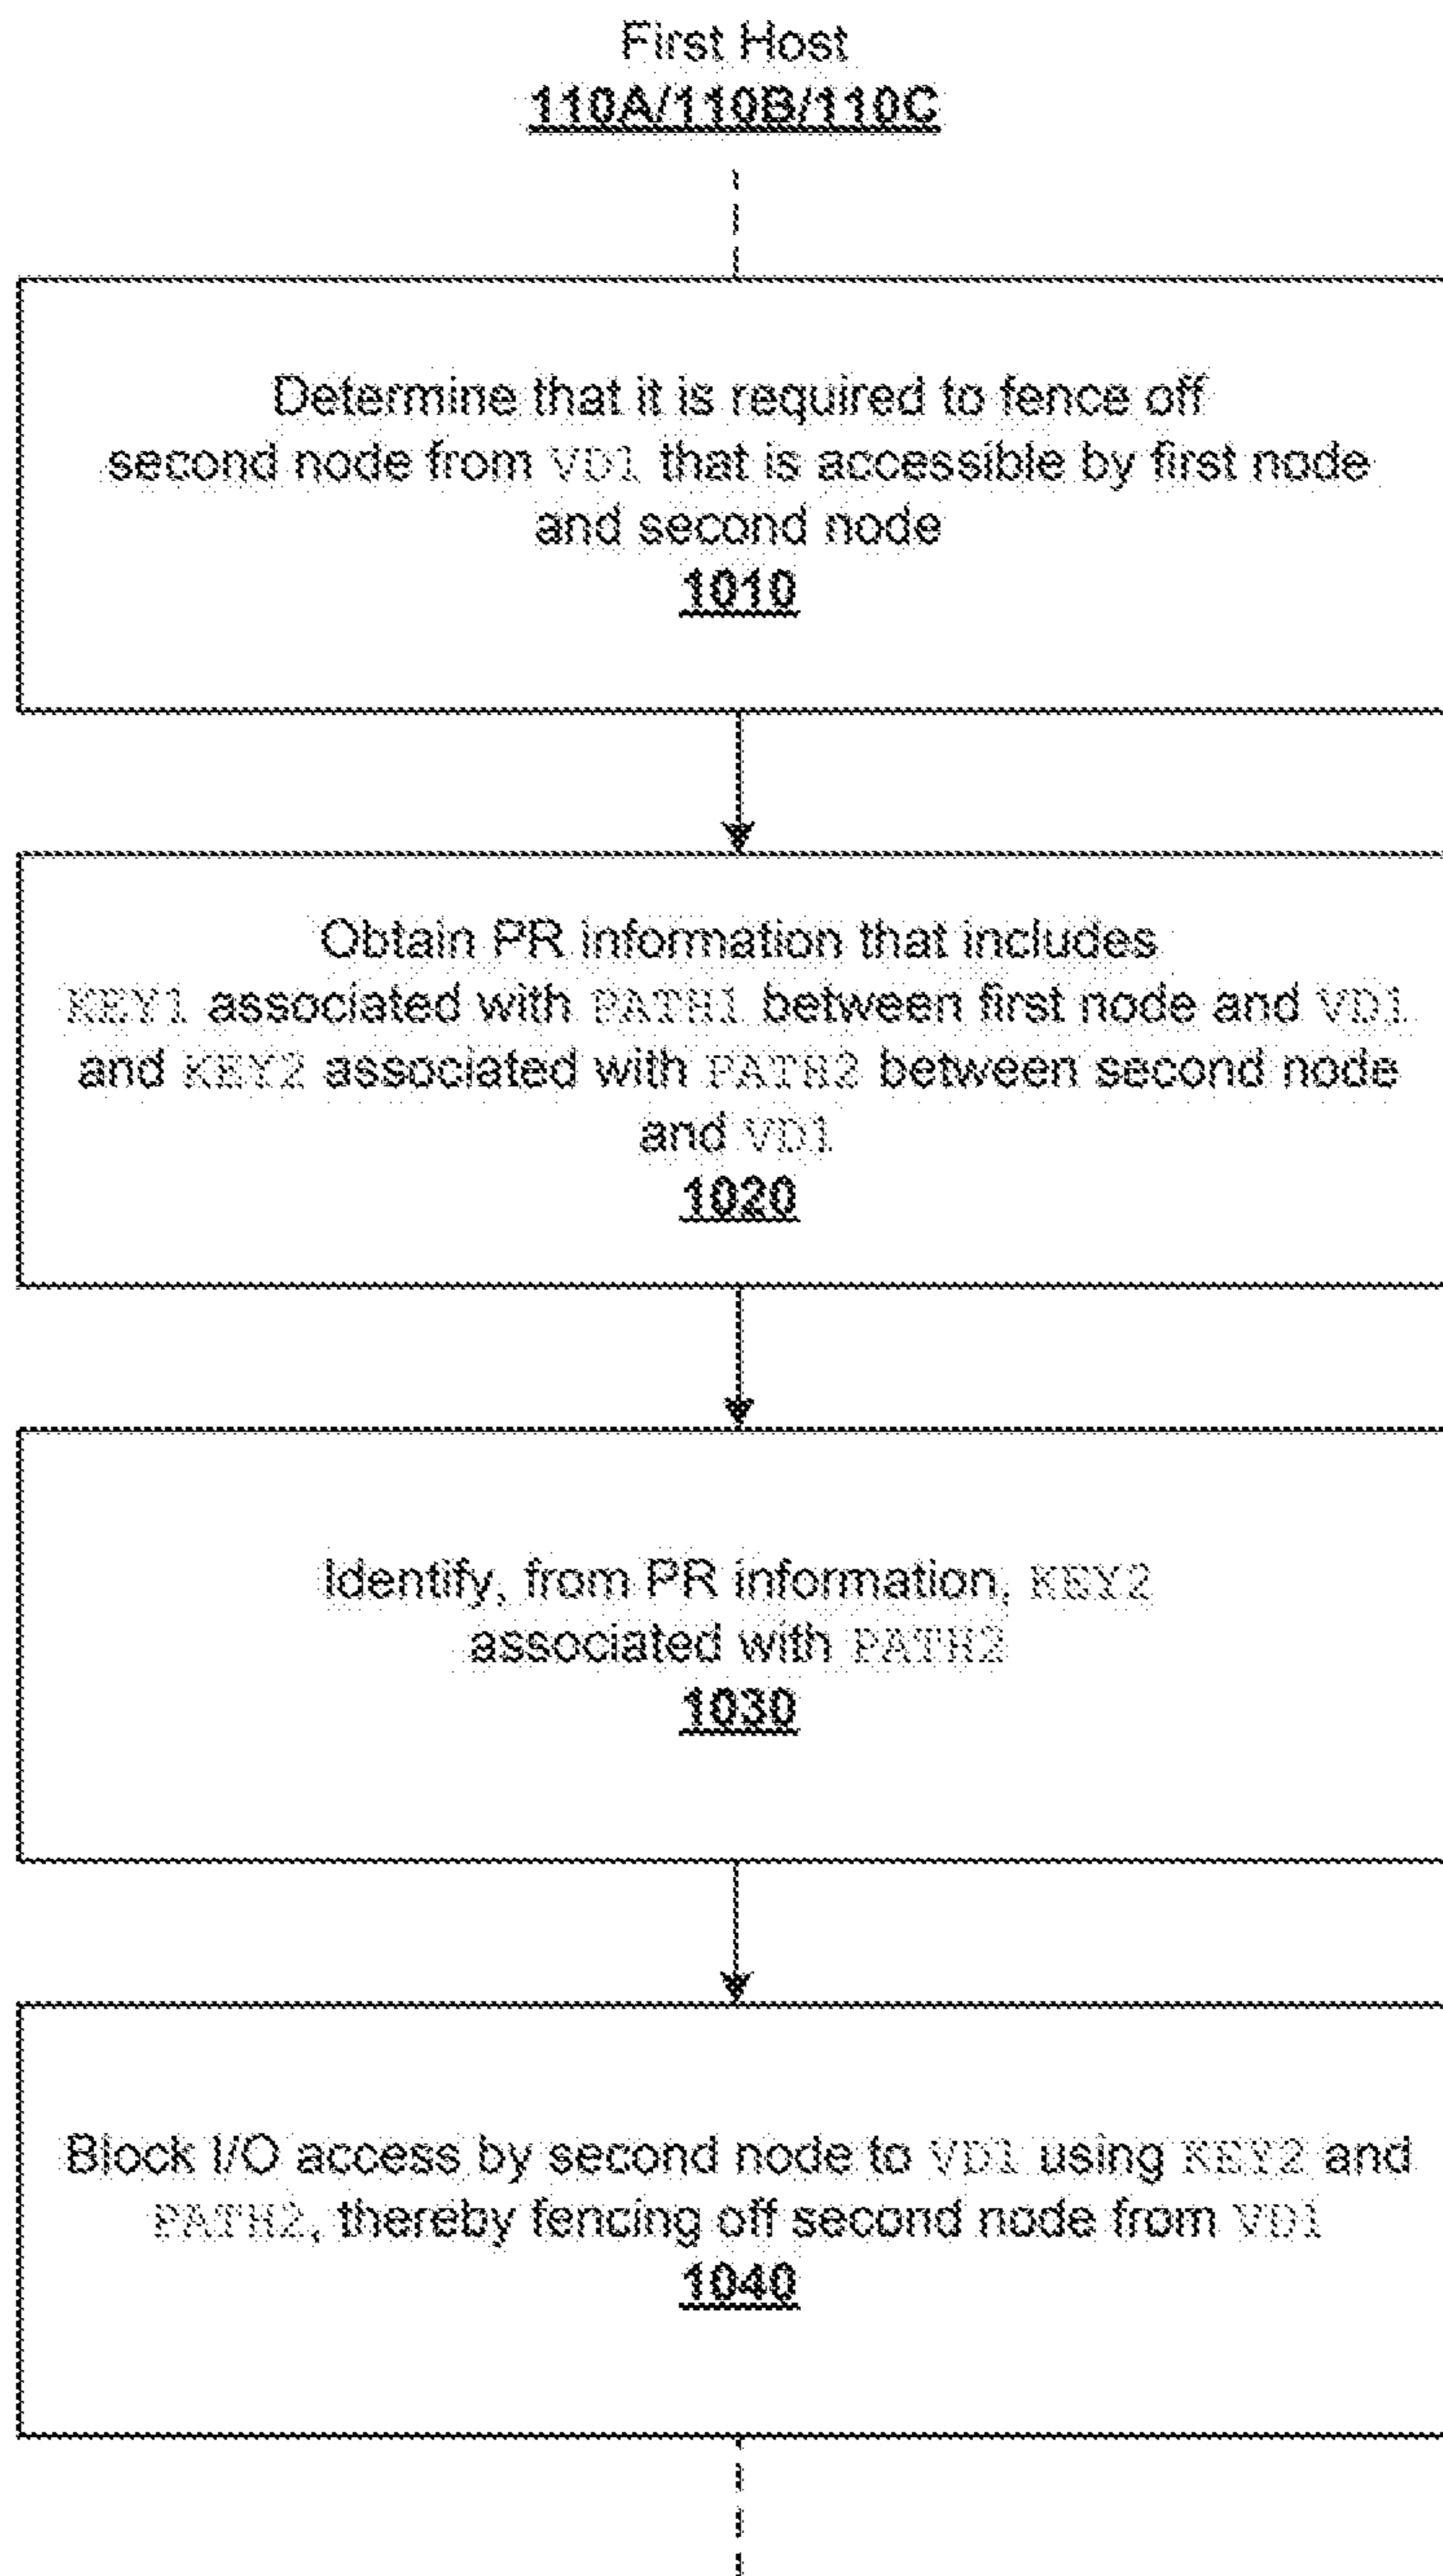 First Host
110A/110B/110C
Determine that it is required to fence off
second node from VD1 that is accessible by first node
and second node
1010
Obtain PR information that includes
KEY1 associated with PATH1 between first node and VD1
and KEY2 associated with PATH2 between second node
and VD1
1020
Identify, from PR information, KEY2
associated with PATH2
1030
Block I/O access by second node to VD1 using KEY2 and
PATH2, thereby fencing off second node from VD1
1040